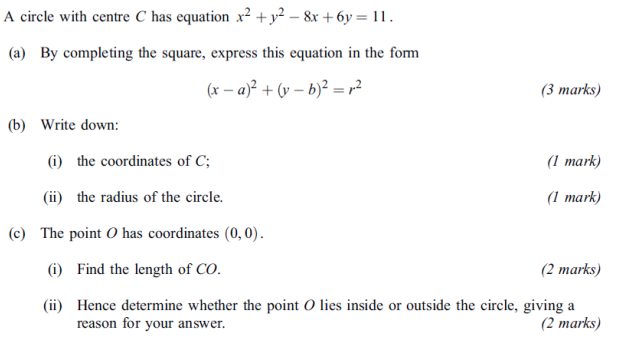 A circle with centre C has equation x² + y² − 8x + 6y = 11.
(a) By completing the square, express this equation in the form
(x − a)² + (y − b)² = r² (3 marks)
(b) Write down:
(i) the coordinates of C; (1 mark)
(ii) the radius of the circle. (1 mark)
(c) The point O has coordinates (0, 0).
(i) Find the length of CO. (2 marks)
(ii) Hence determine whether the point O lies inside or outside the circle, giving a
reason for your answer. (2 marks)